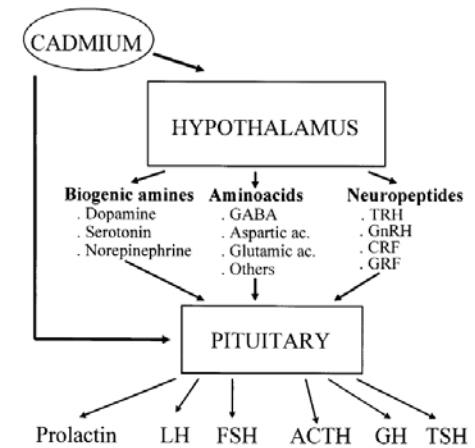 CADMIUM
HYPOTHALAMUS
Biogenic amines
. Dopamine
. Serotonin
. Norepinephrine
Aminoacids
. GABA
. Aspartic ac.
. Glutamic ac.
. Others
Neuropeptides
. TRH
. GnRH
. CRF
. GRF
PITUITARY
Prolactin LH FSH ACTH GH TSH